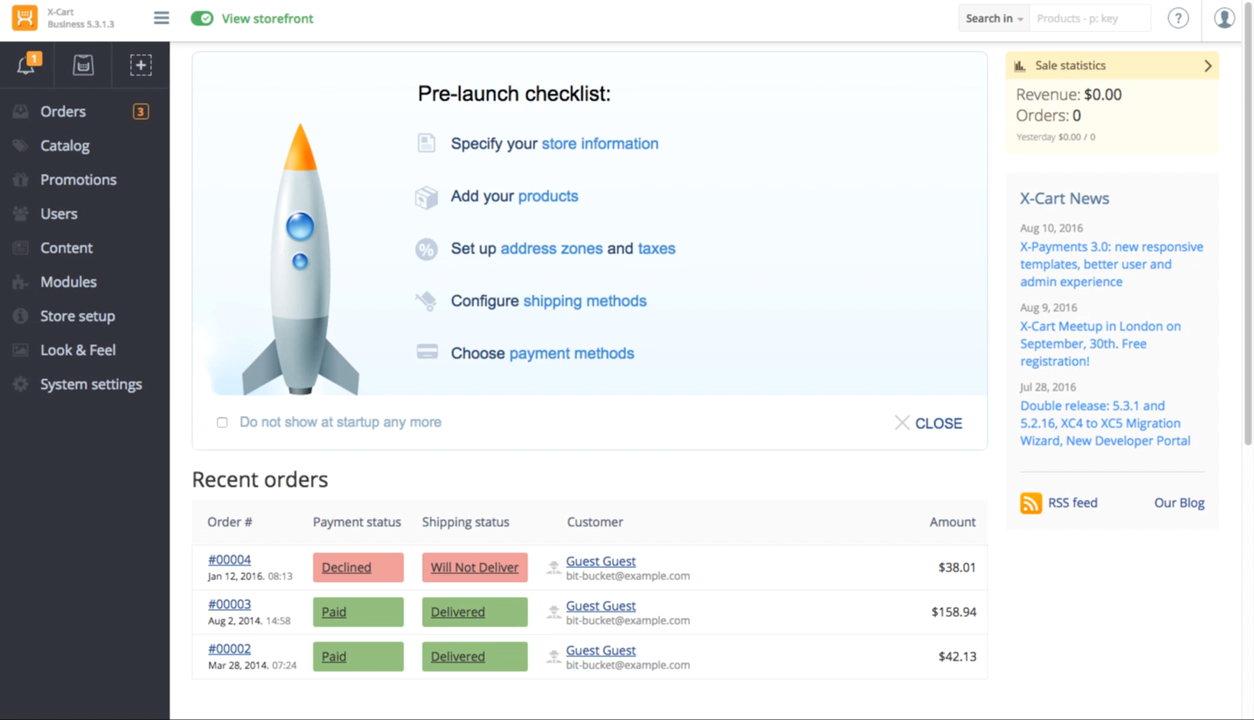 X-Cart
Business 5.3.1.3
View storefront
Search in
Products - p: key
?
1
Orders 3
Catalog
Promotions
Users
Content
Modules
Store setup
Look & Feel
System settings
Pre-launch checklist:
Specify your store information
Add your products
% Set up address zones and taxes
Configure shipping methods
Choose payment methods
Do not show at startup any more
CLOSE
Recent orders
Order # Payment status Shipping status Customer Amount
#00004 Declined Will Not Deliver Guest Guest $38.01
Jan 12, 2016. 08:13 bit-bucket@example.com
#00003 Paid Delivered Guest Guest $158.94
Aug 2, 2014. 14:58 bit-bucket@example.com
#00002 Paid Delivered Guest Guest $42.13
Mar 28, 2014. 07:24 bit-bucket@example.com
Sale statistics
Revenue: $0.00
Orders: 0
Yesterday $0.00 / 0
X-Cart News
Aug 10, 2016
X-Payments 3.0: new responsive
templates, better user and
admin experience
Aug 9, 2016
X-Cart Meetup in London on
September, 30th. Free
registration!
Jul 28, 2016
Double release: 5.3.1 and
5.2.16, XC4 to XC5 Migration
Wizard, New Developer Portal
RSS feed Our Blog